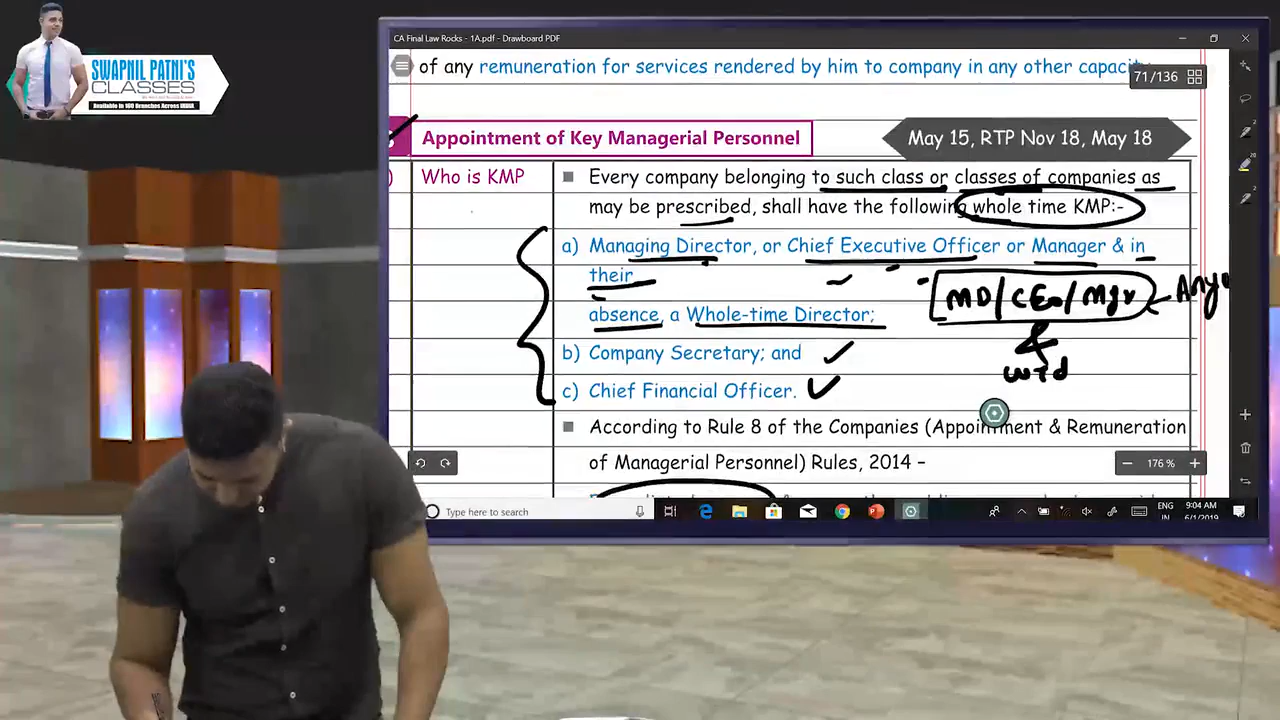 SWAPNIL PATNI'S
CLASSES
Available in 100 Branches Across INDIA
CA Final Law Rocks - 1A.pdf - Drawboard PDF
of any remuneration for services rendered by him to company in any other capacity
71/136
Appointment of Key Managerial Personnel
May 15, RTP Nov 18, May 18
Who is KMP
■ Every company belonging to such class or classes of companies as
may be prescribed, shall have the following whole time KMP:-
a) Managing Director, or Chief Executive Officer or Manager & in
their
MD/CEO/Mgr
absence, a Whole-time Director;
b) Company Secretary; and
WTD
c) Chief Financial Officer.
■ According to Rule 8 of the Companies (Appointment & Remuneration
of Managerial Personnel) Rules, 2014 –
176 %
Type here to search
ENG
IN
9:04 AM
6/1/2019